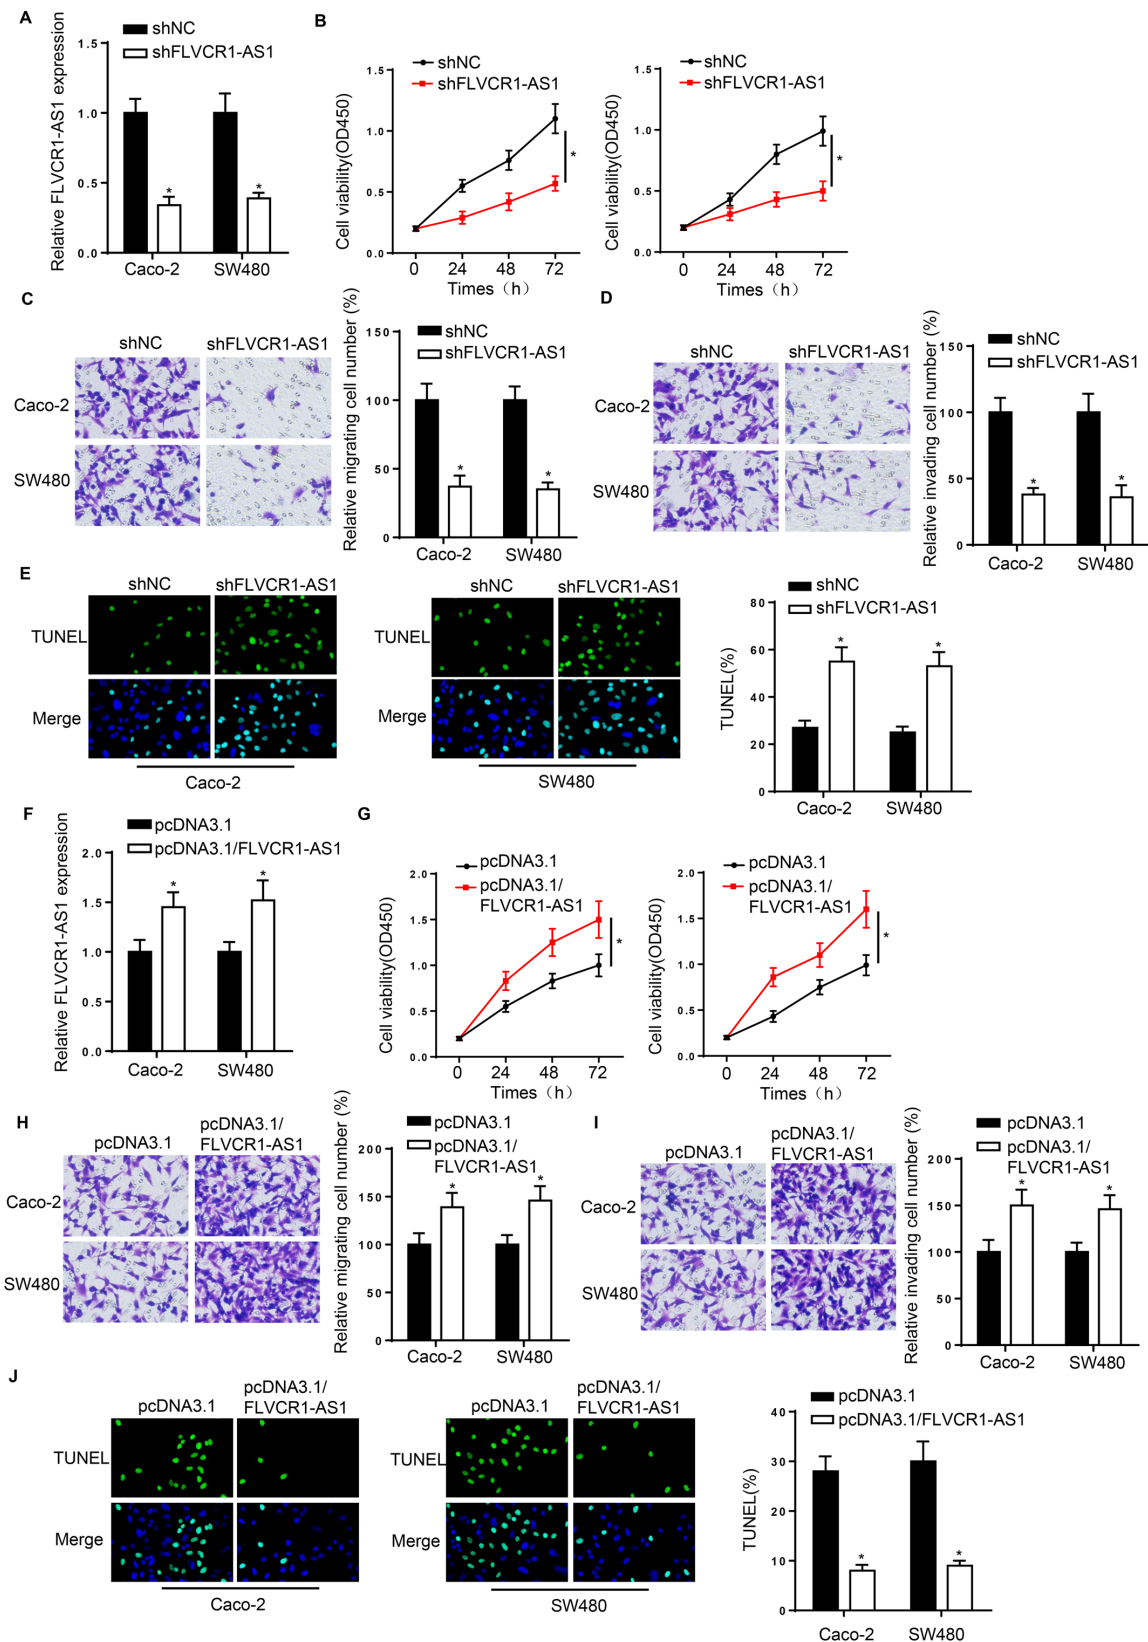 A
Relative FLVCR1-AS1 expression
shNC
shFLVCR1-AS1
1.5
1.0
0.5
0.0
*
*
Caco-2
SW480
B
Cell viability(OD450)
shNC
shFLVCR1-AS1
1.5
1.0
0.5
0.0
*
0
24
48
72
Times（h）
Cell viability(OD450)
shNC
shFLVCR1-AS1
1.5
1.0
0.5
0.0
*
0
24
48
72
Times（h）
C
shNC
shFLVCR1-AS1
Caco-2
SW480
Relative migrating cell number (%)
shNC
shFLVCR1-AS1
150
100
50
0
*
*
Caco-2
SW480
D
shNC
shFLVCR1-AS1
Caco-2
SW480
Relative invading cell number (%)
shNC
shFLVCR1-AS1
150
100
50
0
*
*
Caco-2
SW480
E
shNC
shFLVCR1-AS1
TUNEL
Merge
Caco-2
shNC
shFLVCR1-AS1
TUNEL
Merge
SW480
TUNEL(%)
shNC
shFLVCR1-AS1
80
60
40
20
0
*
*
Caco-2
SW480
F
Relative FLVCR1-AS1 expression
pcDNA3.1
pcDNA3.1/FLVCR1-AS1
2.0
1.5
1.0
0.5
0.0
*
*
Caco-2
SW480
G
Cell viability(OD450)
pcDNA3.1
pcDNA3.1/
FLVCR1-AS1
2.0
1.5
1.0
0.5
0.0
*
0
24
48
72
Times（h）
Cell viability(OD450)
pcDNA3.1
pcDNA3.1/
FLVCR1-AS1
2.0
1.5
1.0
0.5
0.0
*
0
24
48
72
Times（h）
H
pcDNA3.1
pcDNA3.1/
FLVCR1-AS1
Caco-2
SW480
Relative migrating cell number (%)
pcDNA3.1
pcDNA3.1/
FLVCR1-AS1
200
150
100
50
0
*
*
Caco-2
SW480
I
pcDNA3.1
pcDNA3.1/
FLVCR1-AS1
Caco-2
SW480
Relative invading cell number (%)
pcDNA3.1
pcDNA3.1/
FLVCR1-AS1
200
150
100
50
0
*
*
Caco-2
SW480
J
pcDNA3.1
pcDNA3.1/
FLVCR1-AS1
TUNEL
Merge
Caco-2
pcDNA3.1
pcDNA3.1/
FLVCR1-AS1
TUNEL
Merge
SW480
TUNEL(%)
pcDNA3.1
pcDNA3.1/FLVCR1-AS1
40
30
20
10
0
*
*
Caco-2
SW480